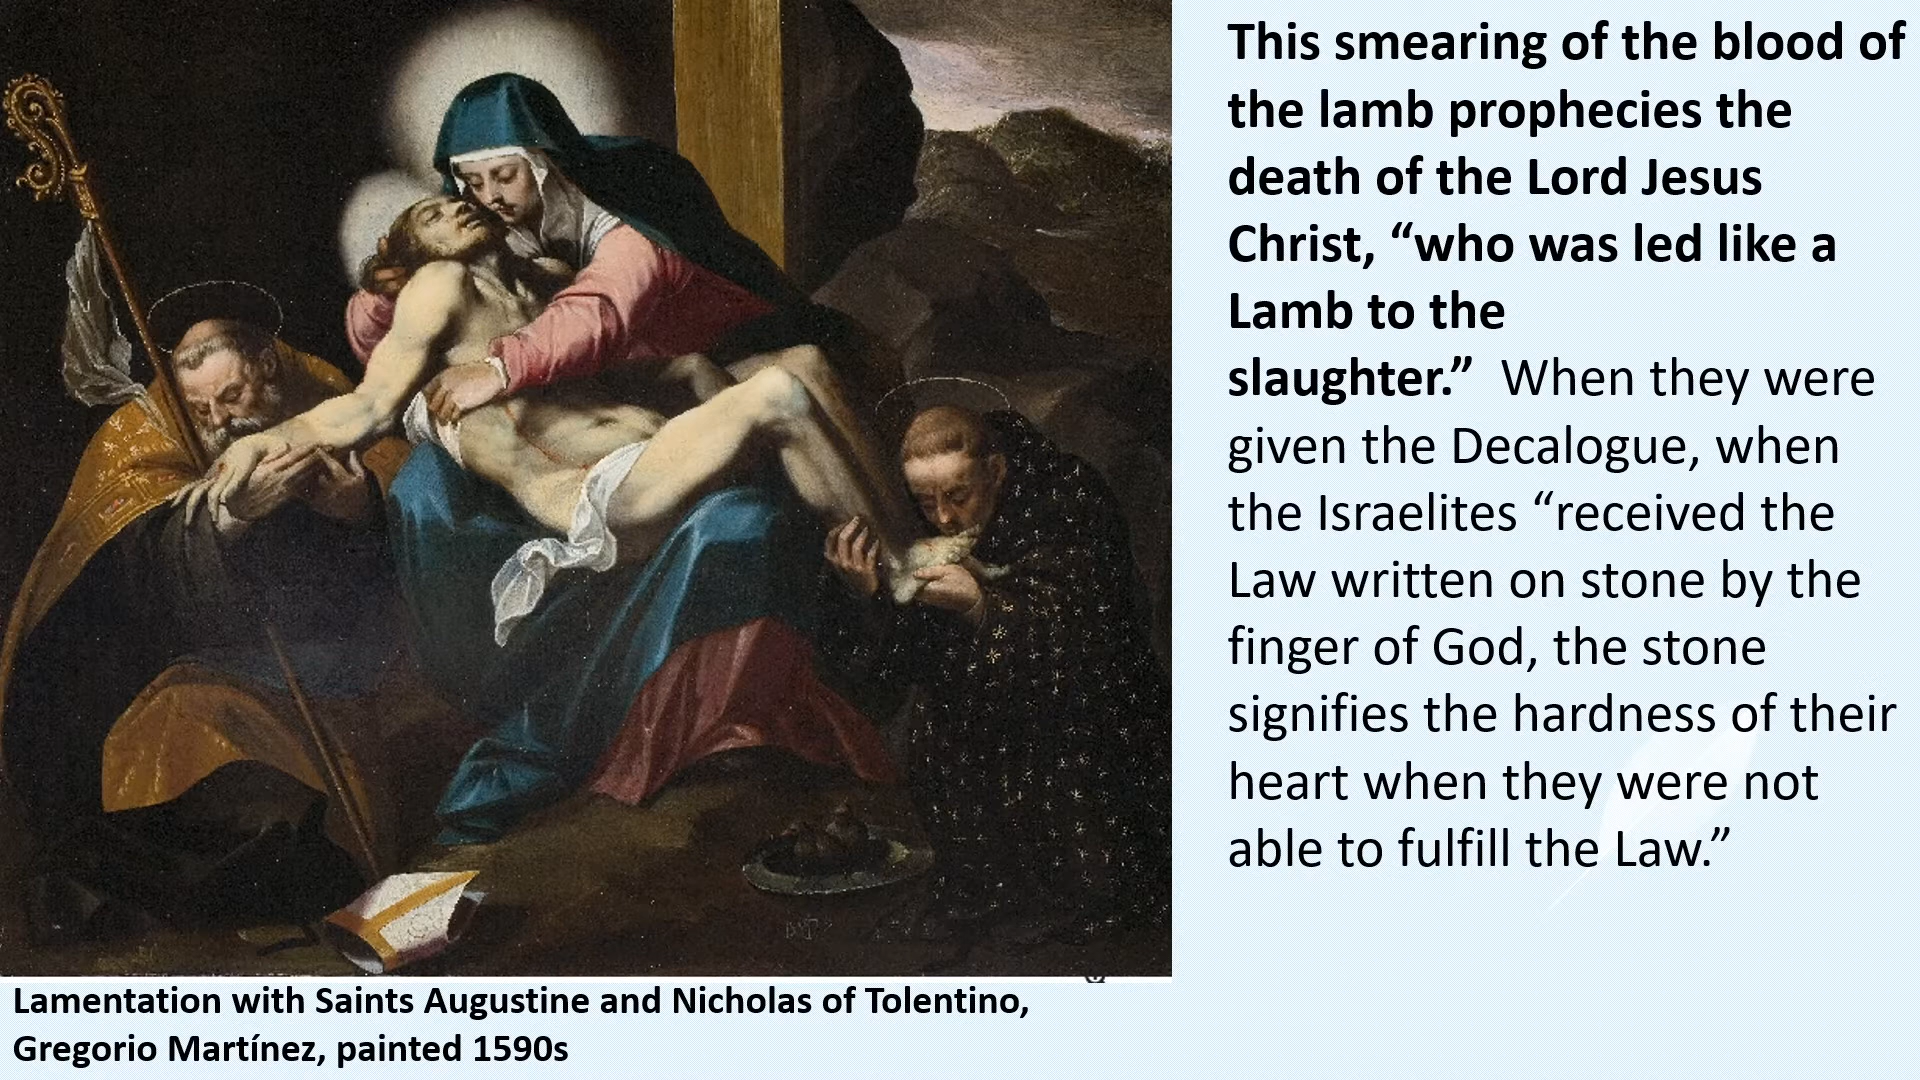 This smearing of the blood of
the lamb prophecies the
death of the Lord Jesus
Christ, “who was led like a
Lamb to the
slaughter.”  When they were
given the Decalogue, when
the Israelites “received the
Law written on stone by the
finger of God, the stone
signifies the hardness of their
heart when they were not
able to fulfill the Law.”
Lamentation with Saints Augustine and Nicholas of Tolentino,
Gregorio Martínez, painted 1590s